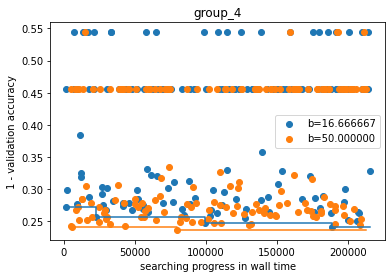 group_4
1 - validation accuracy
0.55
0.50
0.45
0.40
0.35
0.30
0.25
b=16.666667
b=50.000000
0
50000
100000
150000
200000
searching progress in wall time